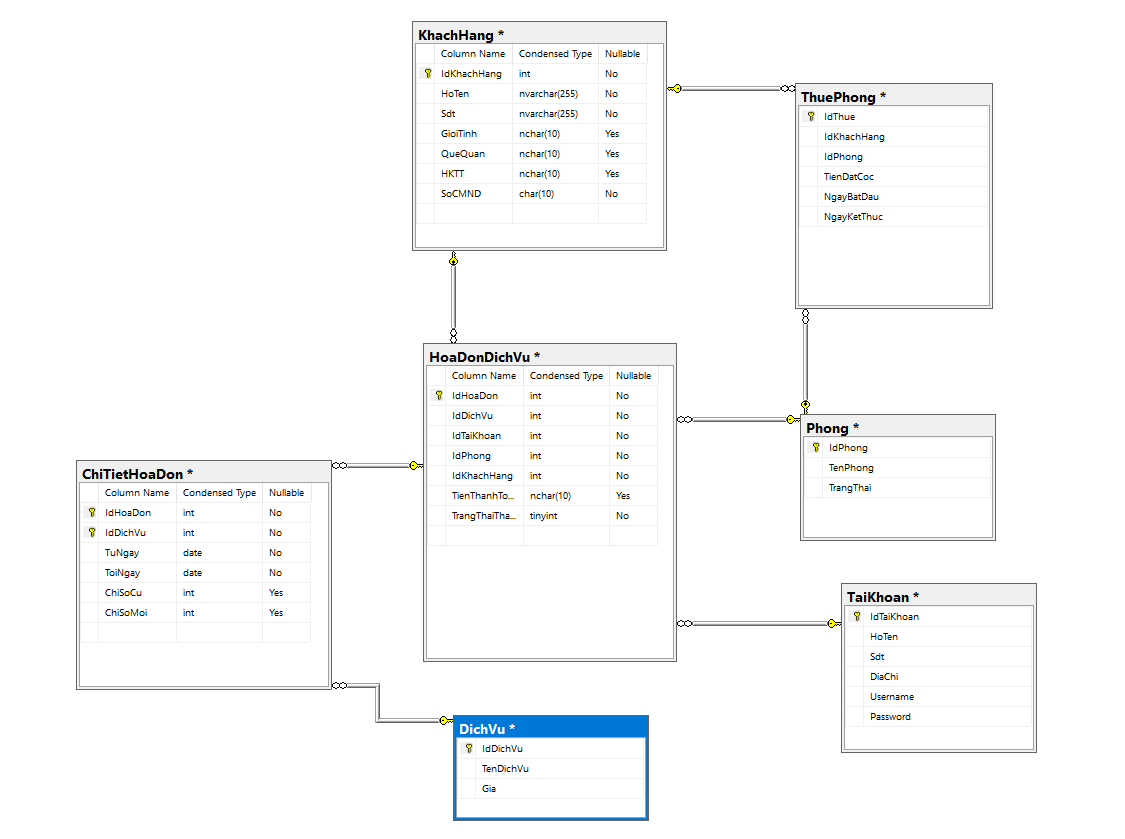 KhachHang *
Column Name Condensed Type Nullable
IdKhachHang int No
HoTen nvarchar(255) No
Sdt nvarchar(255) No
GioiTinh nchar(10) Yes
QueQuan nchar(10) Yes
HKTT nchar(10) Yes
SoCMND char(10) No
ThuePhong *
IdThue
IdKhachHang
IdPhong
TienDatCoc
NgayBatDau
NgayKetThuc
HoaDonDichVu *
Column Name Condensed Type Nullable
IdHoaDon int No
IdDichVu int No
IdTaiKhoan int No
IdPhong int No
IdKhachHang int No
TienThanhTo... nchar(10) Yes
TrangThaiTha... tinyint No
Phong *
IdPhong
TenPhong
TrangThai
ChiTietHoaDon *
Column Name Condensed Type Nullable
IdHoaDon int No
IdDichVu int No
TuNgay date No
ToiNgay date No
ChiSoCu int Yes
ChiSoMoi int Yes
TaiKhoan *
IdTaiKhoan
HoTen
Sdt
DiaChi
Username
Password
DichVu *
IdDichVu
TenDichVu
Gia